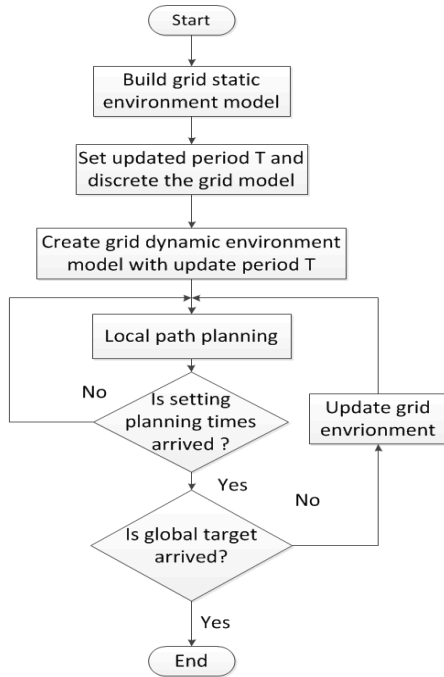 Start
Build grid static
environment model
Set updated period T and
discrete the grid model
Create grid dynamic environment
model with update period T
Local path planning
No
Is setting
planning times
arrived ?
Update grid
envrionment
Yes
No
Is global target
arrived?
Yes
End